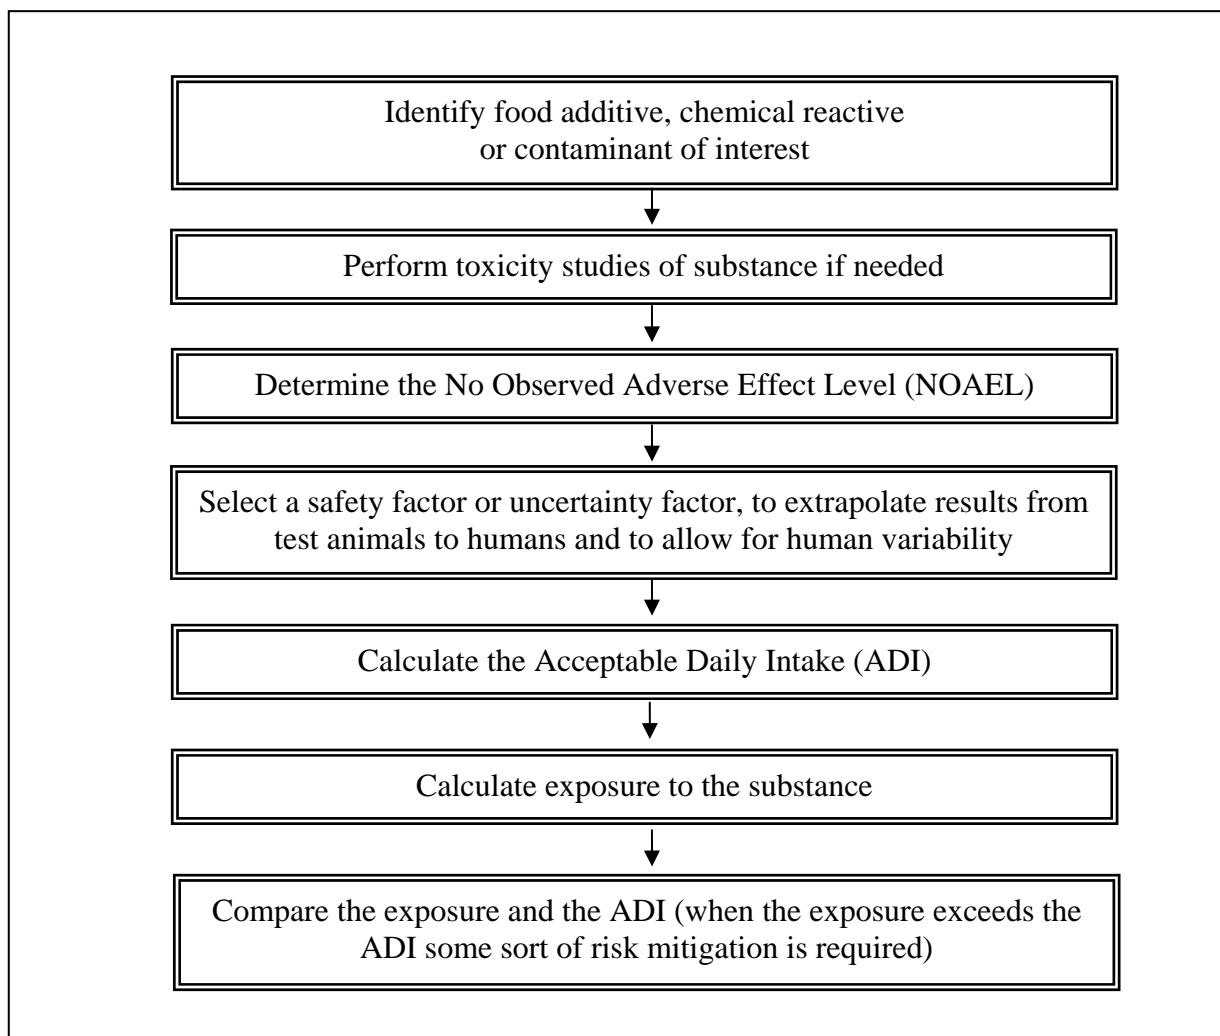 Identify food additive, chemical reactive
or contaminant of interest
Perform toxicity studies of substance if needed
Determine the No Observed Adverse Effect Level (NOAEL)
Select a safety factor or uncertainty factor, to extrapolate results from
test animals to humans and to allow for human variability
Calculate the Acceptable Daily Intake (ADI)
Calculate exposure to the substance
Compare the exposure and the ADI (when the exposure exceeds the
ADI some sort of risk mitigation is required)